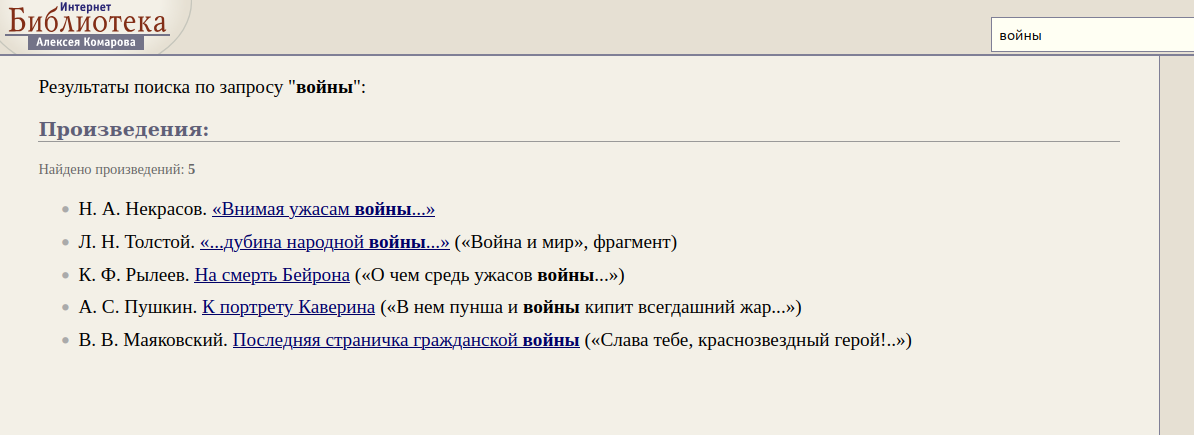 Интернет
Библиотека
Алексея Комарова
войны
Результаты поиска по запросу "войны":
Произведения:
Найдено произведений: 5
Н. А. Некрасов. «Внимая ужасам войны...»
Л. Н. Толстой. «...дубина народной войны...» («Война и мир», фрагмент)
К. Ф. Рылеев. На смерть Бейрона («О чем средь ужасов войны...»)
А. С. Пушкин. К портрету Каверина («В нем пунша и войны кипит всегдашний жар...»)
В. В. Маяковский. Последняя страничка гражданской войны («Слава тебе, краснозвездный герой!..»)